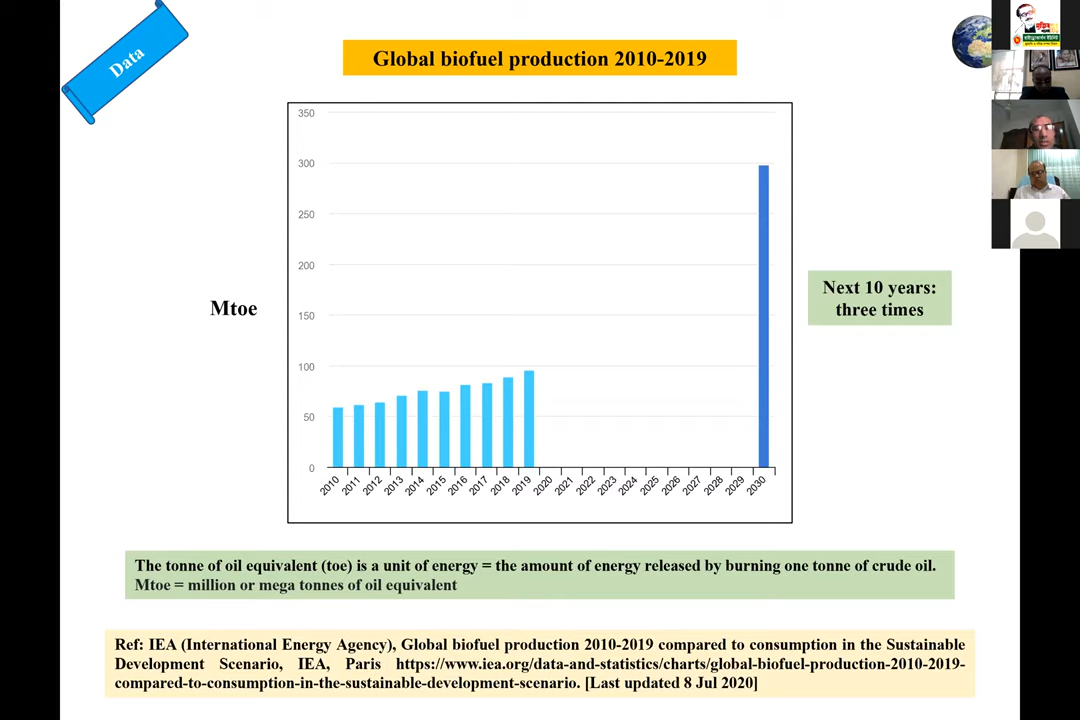 Data
Global biofuel production 2010-2019
350
300
250
200
150
100
50
0
Mtoe
2010
2011
2012
2013
2014
2015
2016
2017
2018
2019
2020
2021
2022
2023
2024
2025
2026
2027
2028
2029
2030
Next 10 years:
three times
The tonne of oil equivalent (toe) is a unit of energy = the amount of energy released by burning one tonne of crude oil.
Mtoe = million or mega tonnes of oil equivalent
Ref: IEA (International Energy Agency), Global biofuel production 2010-2019 compared to consumption in the Sustainable
Development Scenario, IEA, Paris https://www.iea.org/data-and-statistics/charts/global-biofuel-production-2010-2019-
compared-to-consumption-in-the-sustainable-development-scenario. [Last updated 8 Jul 2020]